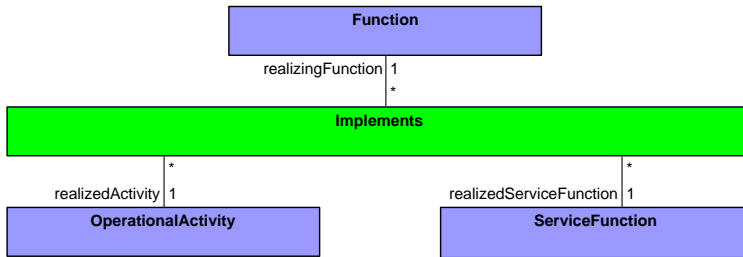 Function
realizingFunction 1
*
Implements
* *
realizedActivity 1 realizedServiceFunction 1
OperationalActivity ServiceFunction